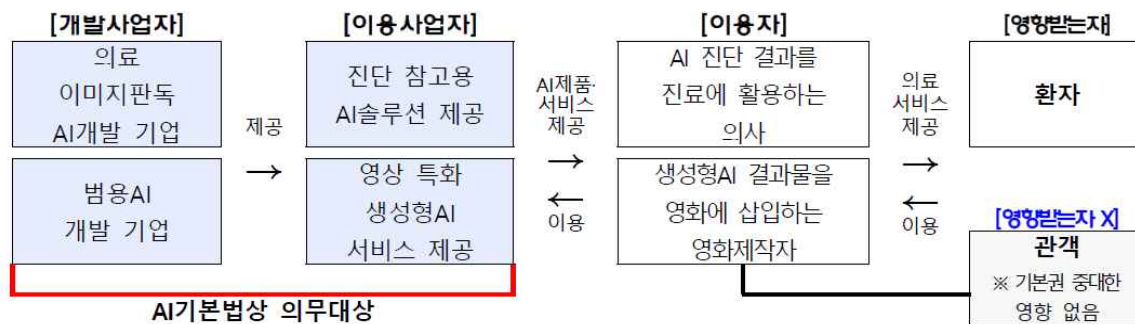 [개발사업자]
의료
이미지판독
AI개발 기업
범용AI
개발 기업
제공
→
[이용사업자]
진단 참고용
AI솔루션 제공
영상 특화
생성형AI
서비스 제공
AI기본법상 의무대상
AI제품·
서비스
제공
→
←
이용
[이용자]
AI 진단 결과를
진료에 활용하는
의사
생성형AI 결과물을
영화에 삽입하는
영화제작자
의료
서비스
제공
→
←
이용
[영향받는자]
환자
[영향받는자 X]
관객
※ 기본권 중대한
영향 없음